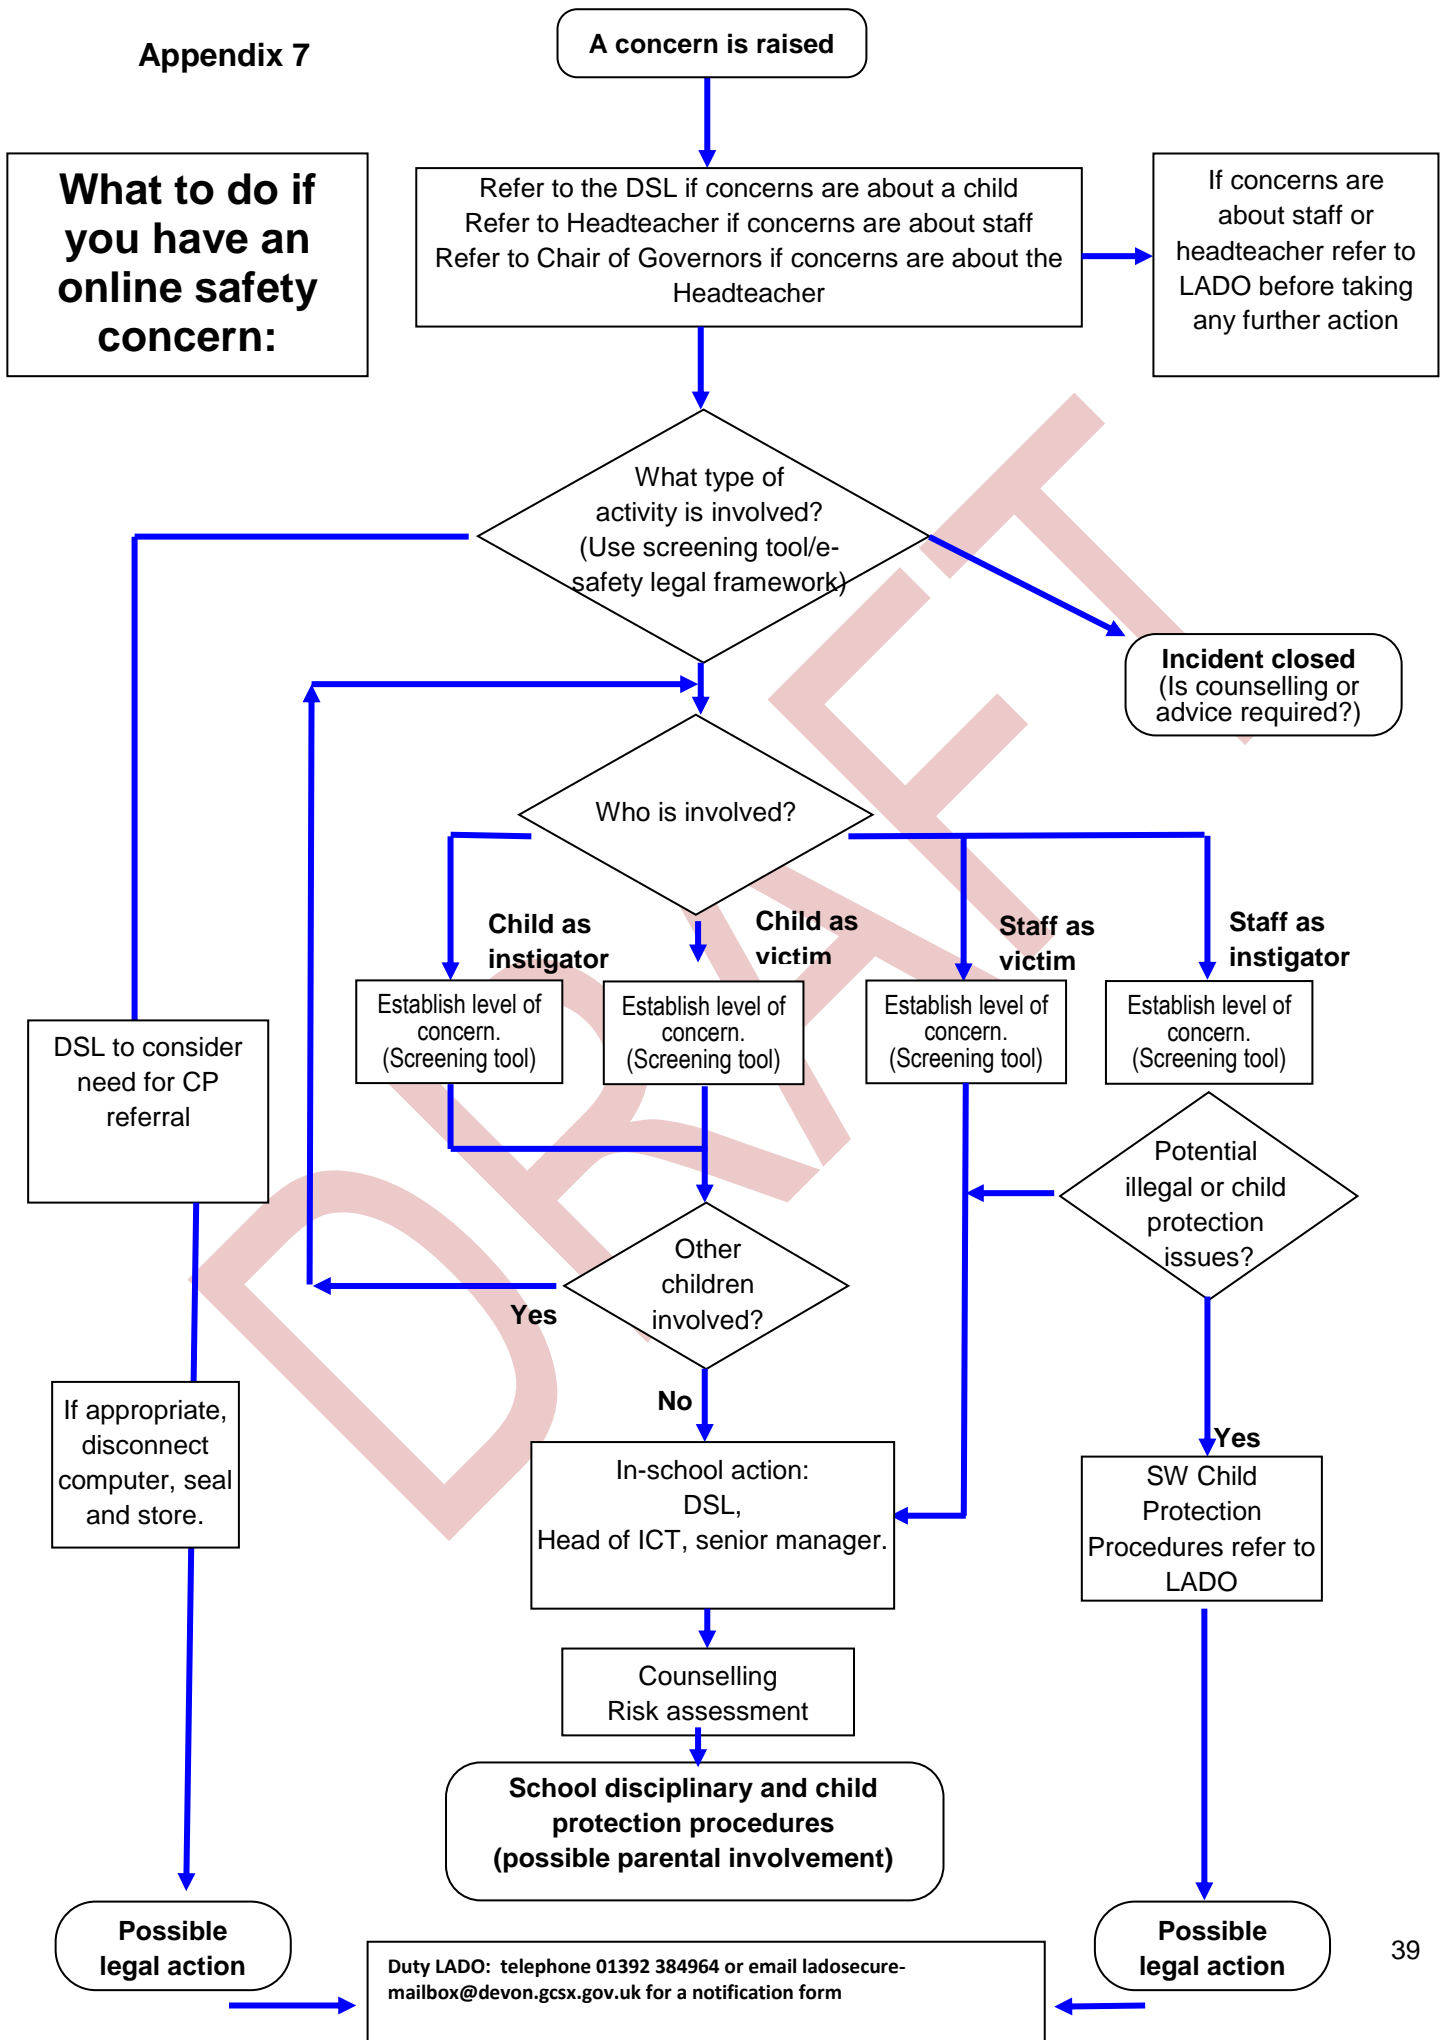 Appendix 7
A concern is raised
What to do if
you have an
online safety
concern:
Refer to the DSL if concerns are about a child
Refer to Headteacher if concerns are about staff
Refer to Chair of Governors if concerns are about the
Headteacher
If concerns are
about staff or
headteacher refer to
LADO before taking
any further action
What type of
activity is involved?
(Use screening tool/e-
safety legal framework)
Incident closed
(Is counselling or
advice required?)
Who is involved?
Child as
instigator
Child as
victim
Staff as
victim
Staff as
instigator
Establish level of
concern.
(Screening tool)
Establish level of
concern.
(Screening tool)
Establish level of
concern.
(Screening tool)
Establish level of
concern.
(Screening tool)
DSL to consider
need for CP
referral
Potential
illegal or child
protection
issues?
Other
children
involved?
Yes
No
If appropriate,
disconnect
computer, seal
and store.
In-school action:
DSL,
Head of ICT, senior manager.
Yes
SW Child
Protection
Procedures refer to
LADO
Counselling
Risk assessment
School disciplinary and child
protection procedures
(possible parental involvement)
Possible
legal action
Possible
legal action
Duty LADO:  telephone 01392 384964 or email ladosecure-
mailbox@devon.gcsx.gov.uk for a notification form
39
DRAFT